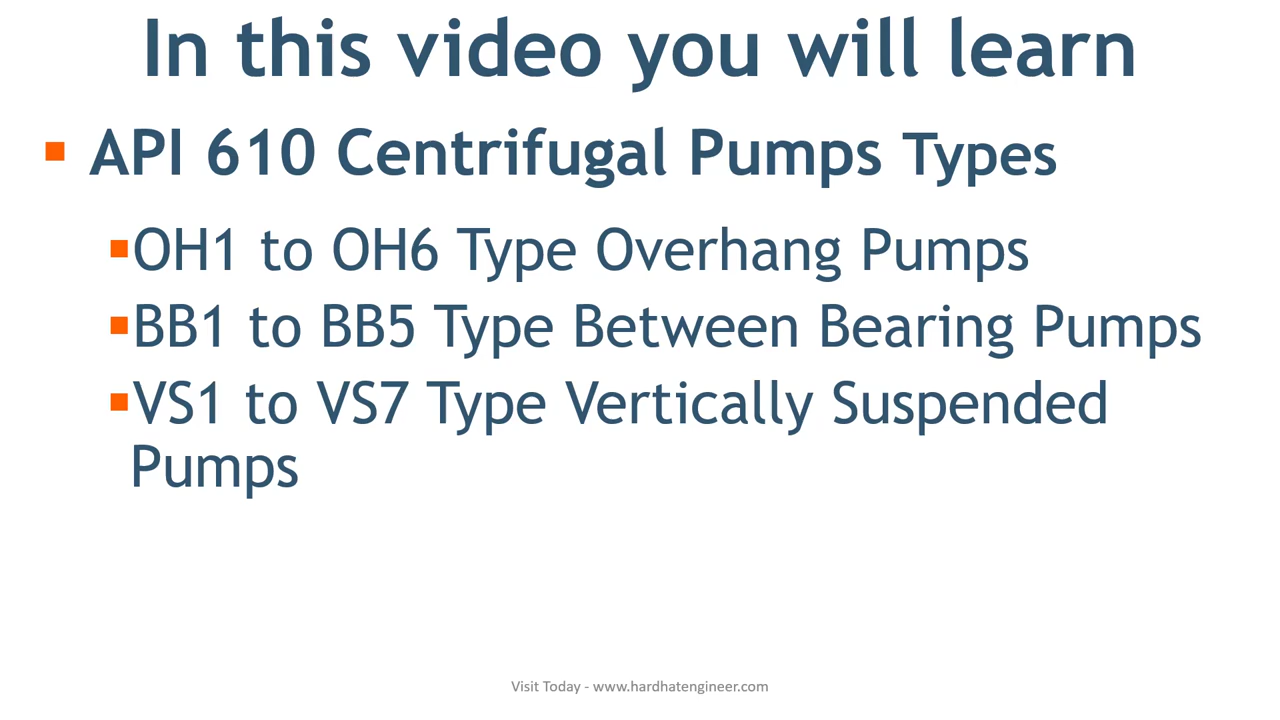 In this video you will learn
▪ API 610 Centrifugal Pumps Types
▪OH1 to OH6 Type Overhang Pumps
▪BB1 to BB5 Type Between Bearing Pumps
▪VS1 to VS7 Type Vertically Suspended
Pumps
Visit Today - www.hardhatengineer.com